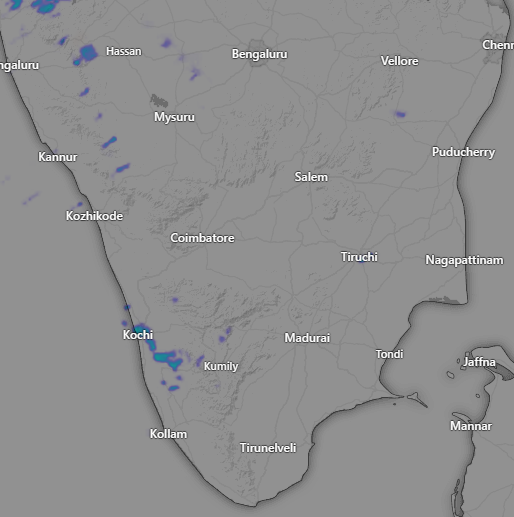 Hassan
Bengaluru
Chenn
ngaluru
Vellore
Mysuru
Kannur
Puducherry
Salem
Kozhikode
Coimbatore
Tiruchi
Nagapattinam
Kochi
Madurai
Tondi
Kumily
Jaffna
Mannar
Kollam
Tirunelveli